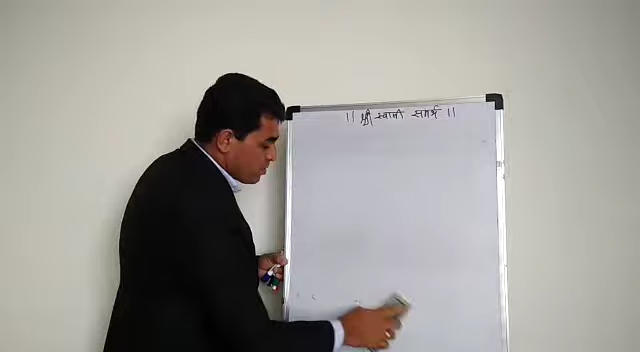 ॥ श्री स्वामी समर्थ ॥